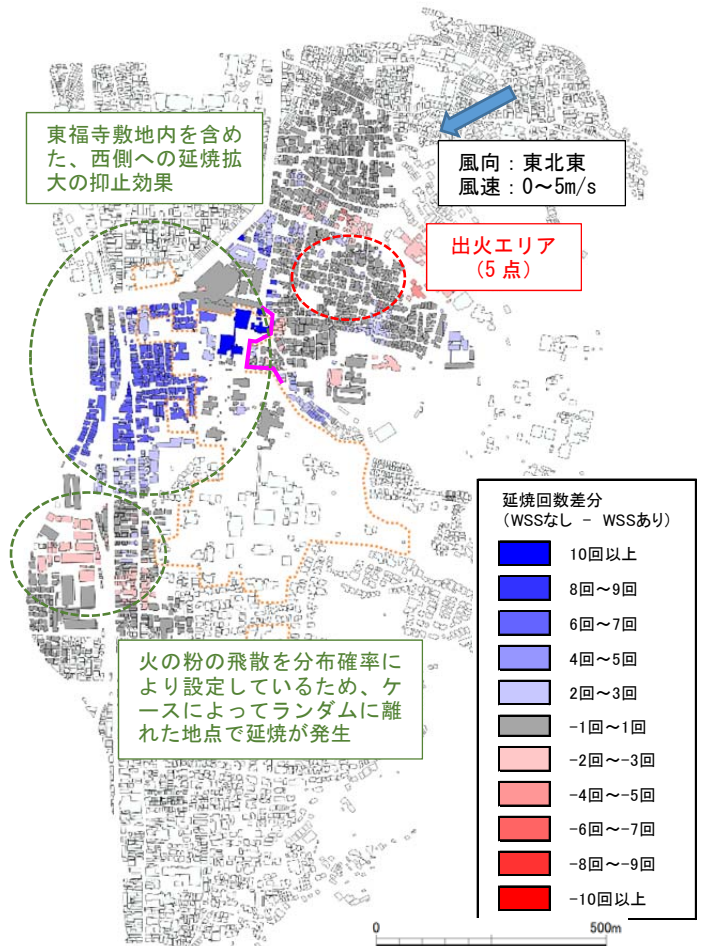 東福寺敷地内を含め
た、西側への延焼拡
大の抑止効果
風向：東北東
風速：0～5m/s
出火エリア
（5 点）
延焼回数差分
（WSSなし － WSSあり）
10回以上
8回～9回
6回～7回
4回～5回
2回～3回
-1回～1回
-2回～-3回
-4回～-5回
-6回～-7回
-8回～-9回
-10回以上
火の粉の飛散を分布確率に
より設定しているため、ケ
ースによってランダムに離
れた地点で延焼が発生
0 500m